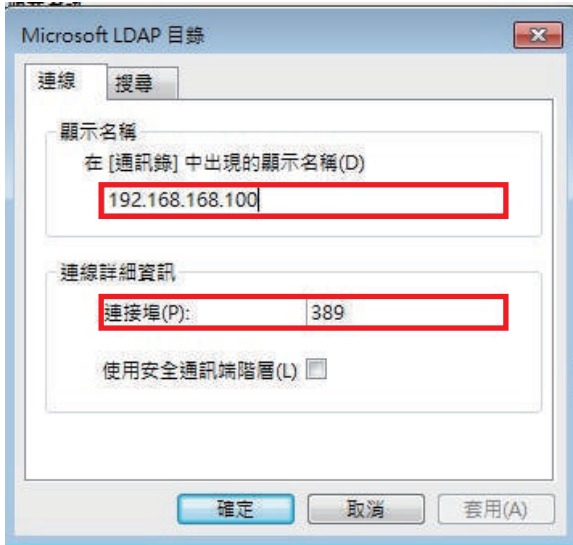 Microsoft LDAP 目錄
連線 搜尋
顯示名稱
在 [通訊錄] 中出現的顯示名稱(D)
192.168.168.100
連線詳細資訊
連接埠(P): 389
使用安全通訊端階層(L)
確定 取消 套用(A)